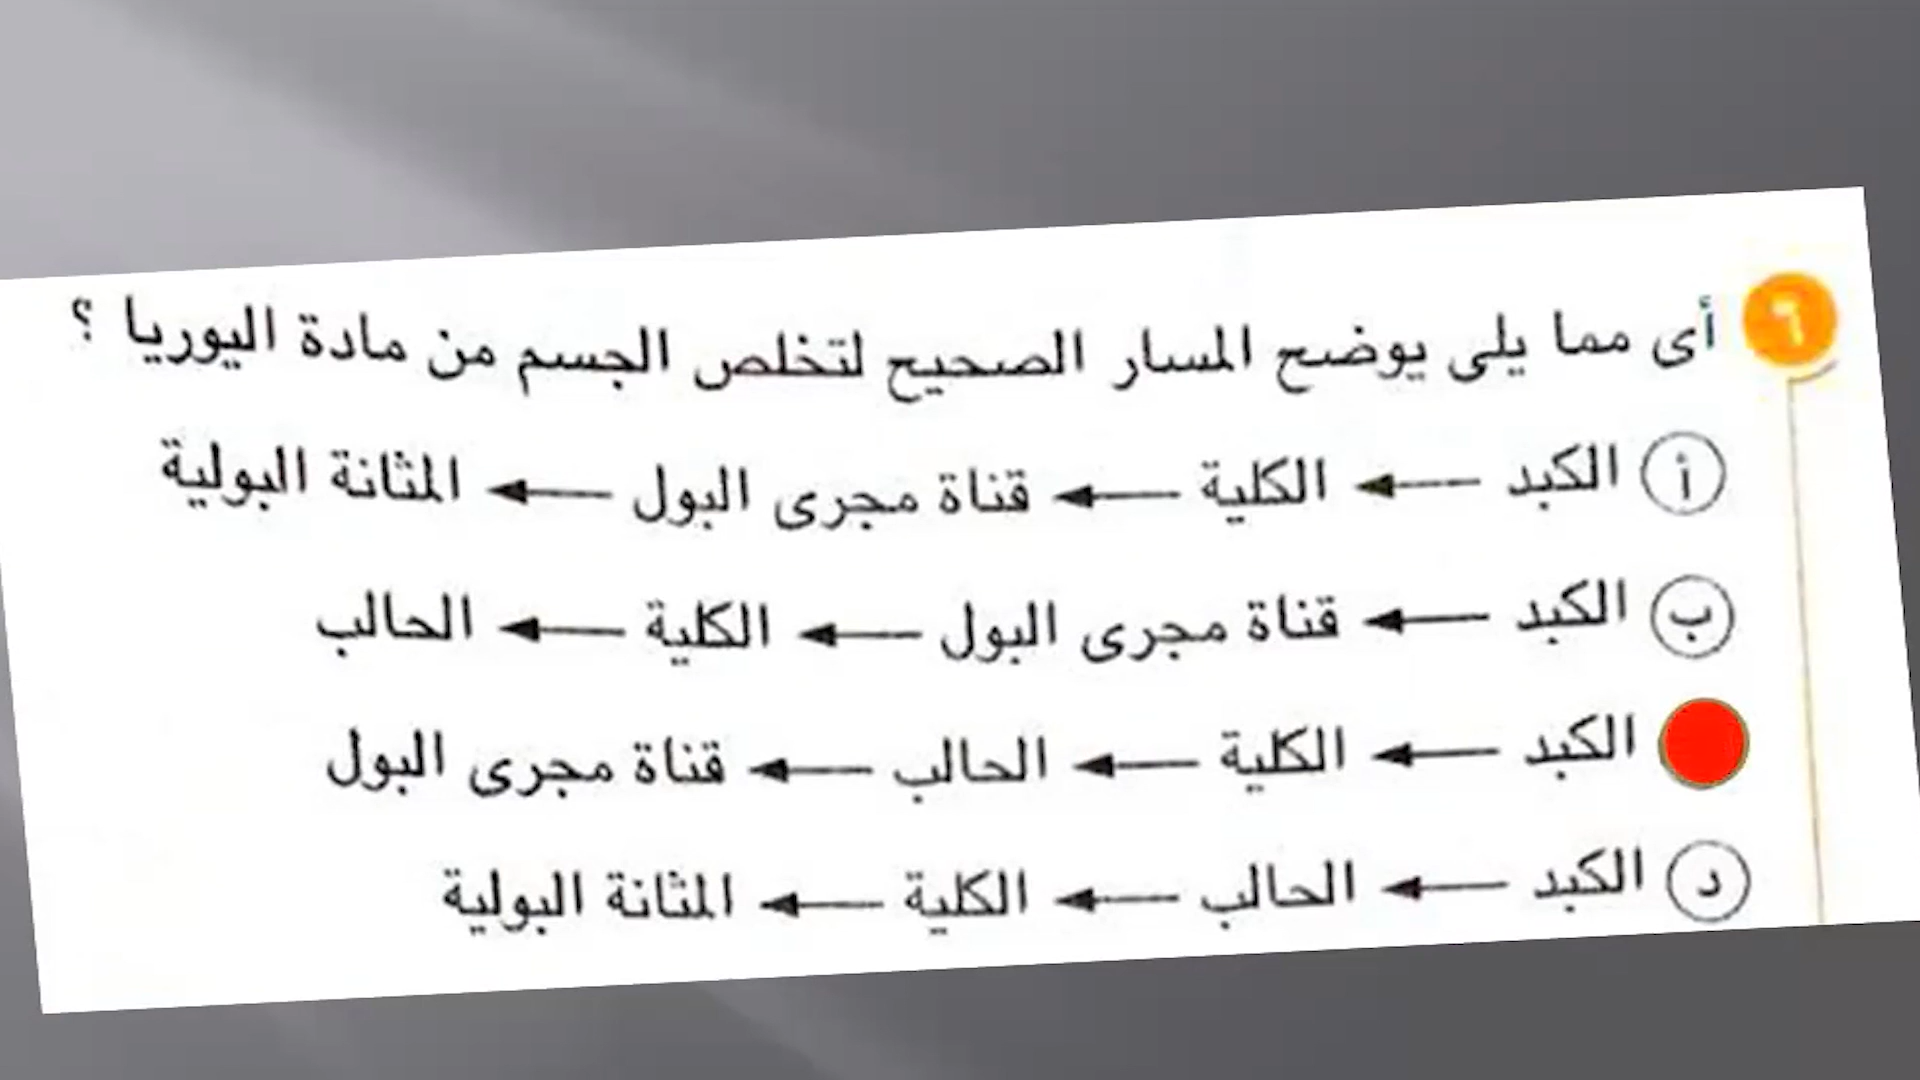 ٦ أى مما يلى يوضح المسار الصحيح لتخلص الجسم من مادة اليوريا ؟
أ الكبد ← الكلية ← قناة مجرى البول ← المثانة البولية
ب الكبد ← قناة مجرى البول ← الكلية ← الحالب
الكبد ← الكلية ← الحالب ← قناة مجرى البول
د الكبد ← الحالب ← الكلية ← المثانة البولية